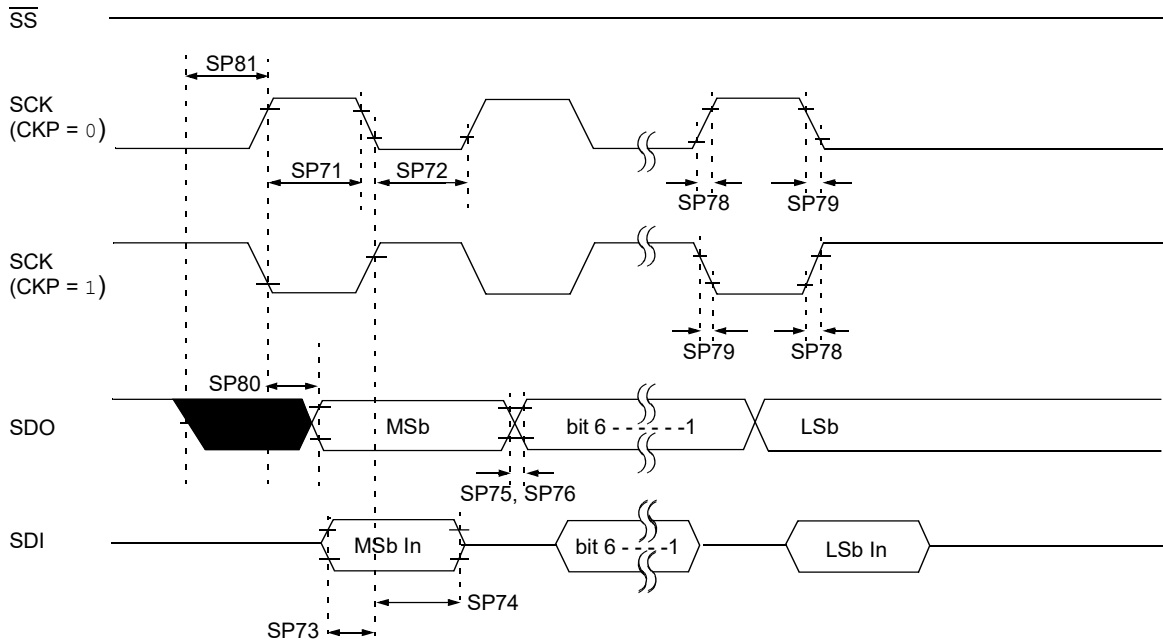 SS
SP81
SCK
(CKP = 0)
SP71
SP72
SP78
SP79
SCK
(CKP = 1)
SP79
SP78
SP80
SDO
MSb
bit 6 - - - - - -1
LSb
SP75, SP76
SDI
MSb In
bit 6 - - - -1
LSb In
SP74
SP73